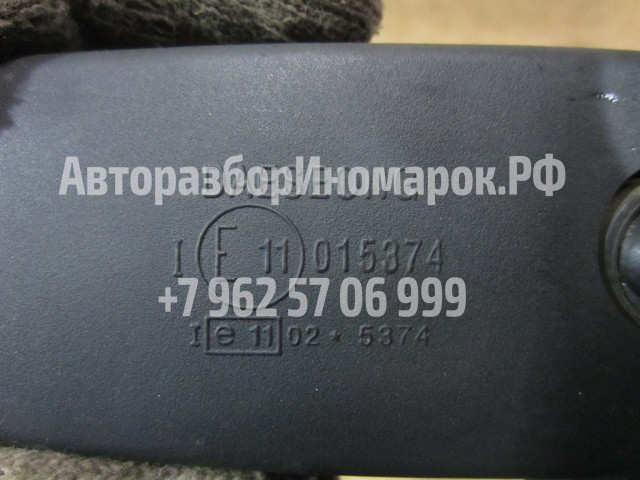 АвторазборИномарок.РФ
I E 11 015374
+7 962 57 06 999
I e 11 02 * 5374